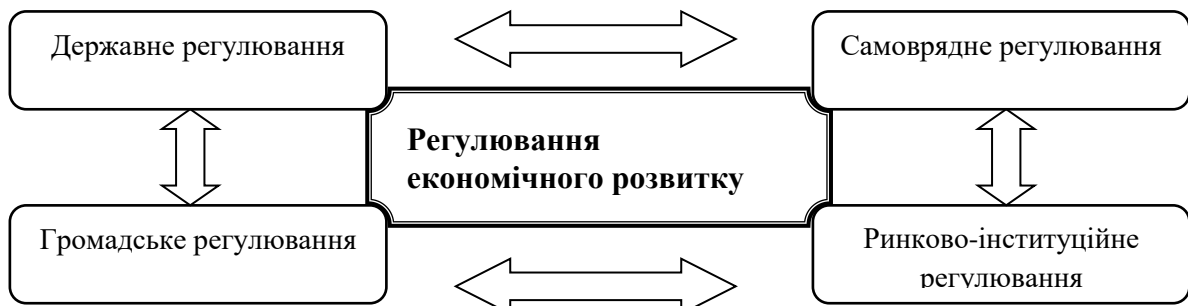 Державне регулювання
Самоврядне регулювання
Регулювання
економічного розвитку
Громадське регулювання
Ринково-інституційне
регулювання